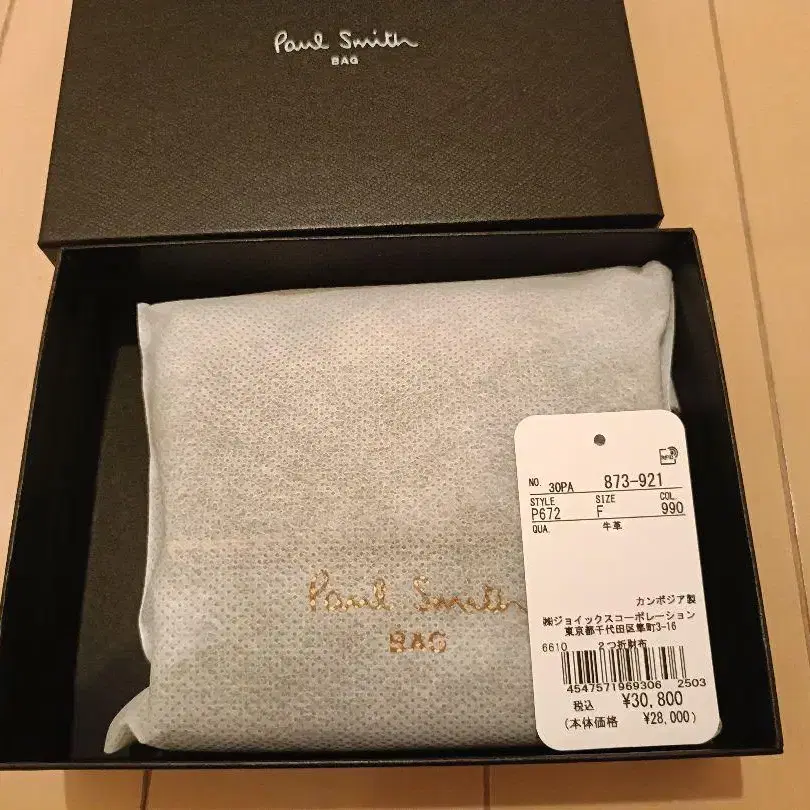 Paul Smith
BAG
Paul Smith
BAG
NO. 30PA 873-921
STYLE SIZE COL.
P672 F 990
QUA. 牛革
カンボジア製
㈱ジョイックスコーポレーション
東京都千代田区隼町3-16
6610 2つ折財布
4547571969306 2503
税込 ¥30,800
(本体価格 ¥28,000)